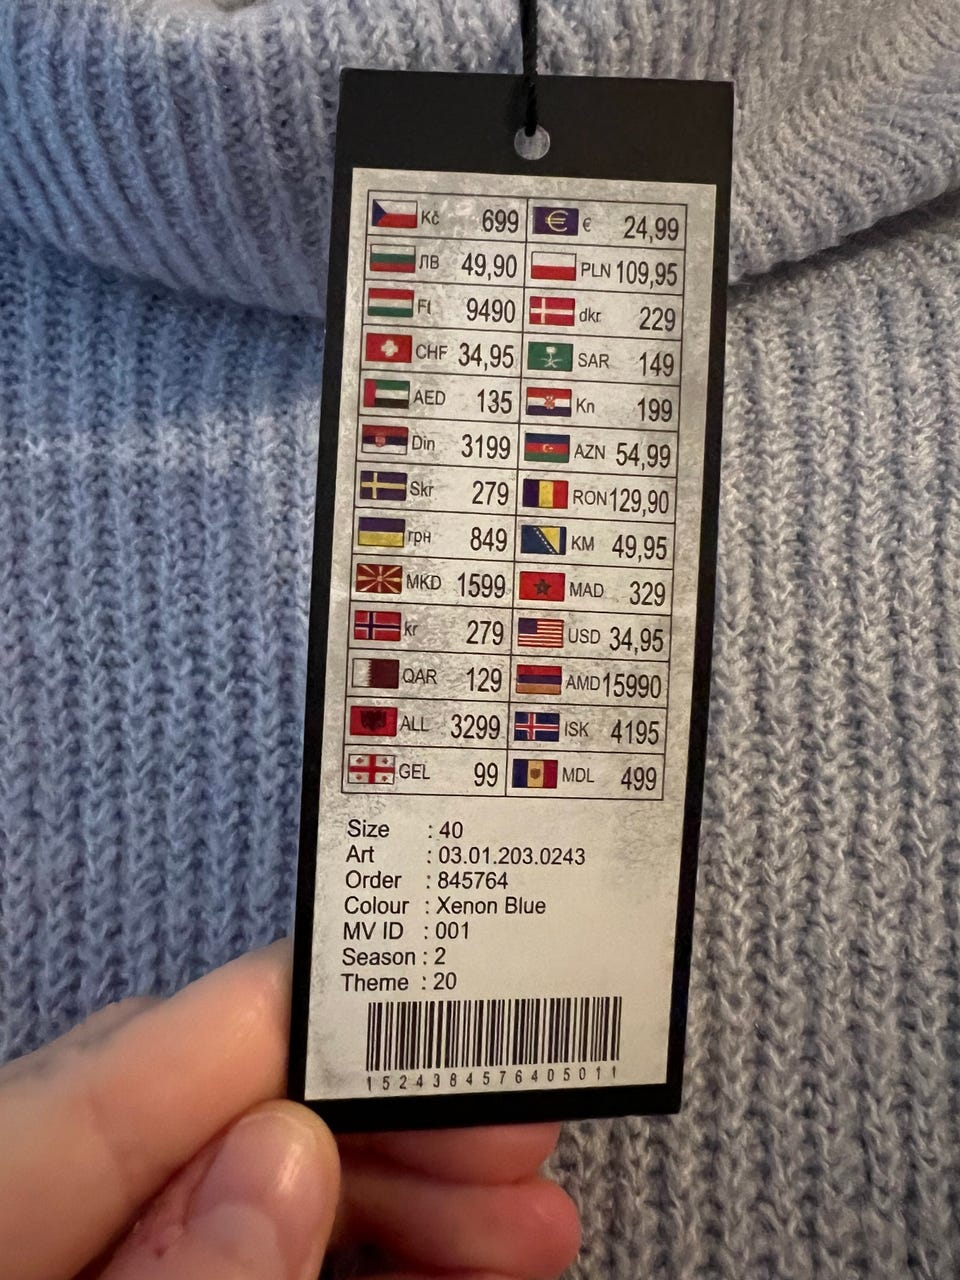 Kč 699 € 24,99
ЛВ 49,90 PLN 109,95
Ft 9490 dkr 229
CHF 34,95 SAR 149
AED 135 Kn 199
Din 3199 AZN 54,99
Skr 279 RON 129,90
грн 849 KM 49,95
MKD 1599 MAD 329
kr 279 USD 34,95
QAR 129 AMD 15990
ALL 3299 ISK 4195
GEL 99 MDL 499
Size : 40
Art : 03.01.203.0243
Order : 845764
Colour : Xenon Blue
MV ID : 001
Season : 2
Theme : 20
1524384576405011